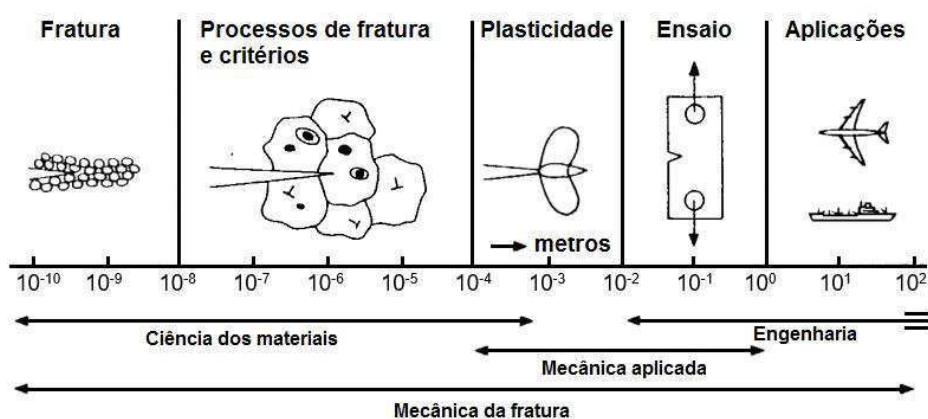 Fratura
Processos de fratura
e critérios
Plasticidade
Ensaio
Aplicações
metros
10-10 10-9 10-8 10-7 10-6 10-5 10-4 10-3 10-2 10-1 100 101 102
Ciência dos materiais
Engenharia
Mecânica aplicada
Mecânica da fratura